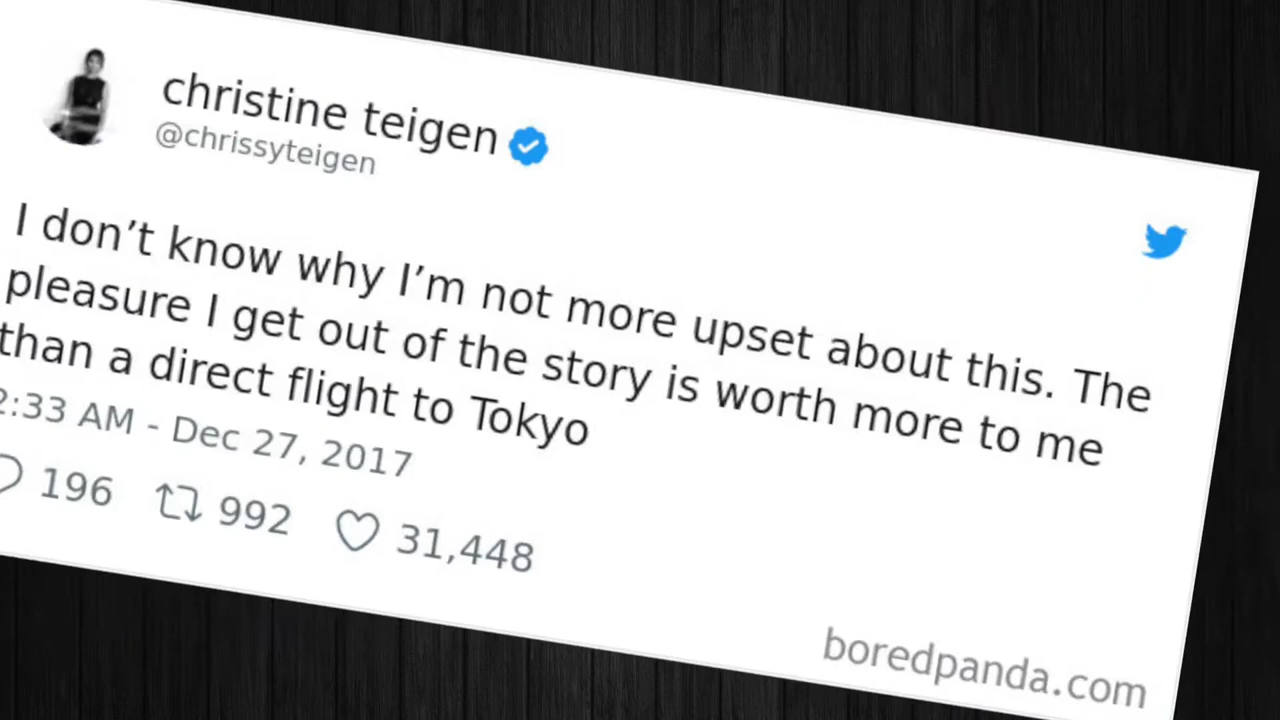 christine teigen
@chrissyteigen
I don't know why I'm not more upset about this. The
pleasure I get out of the story is worth more to me
than a direct flight to Tokyo
2:33 AM - Dec 27, 2017
196 992 31,448
boredpanda.com